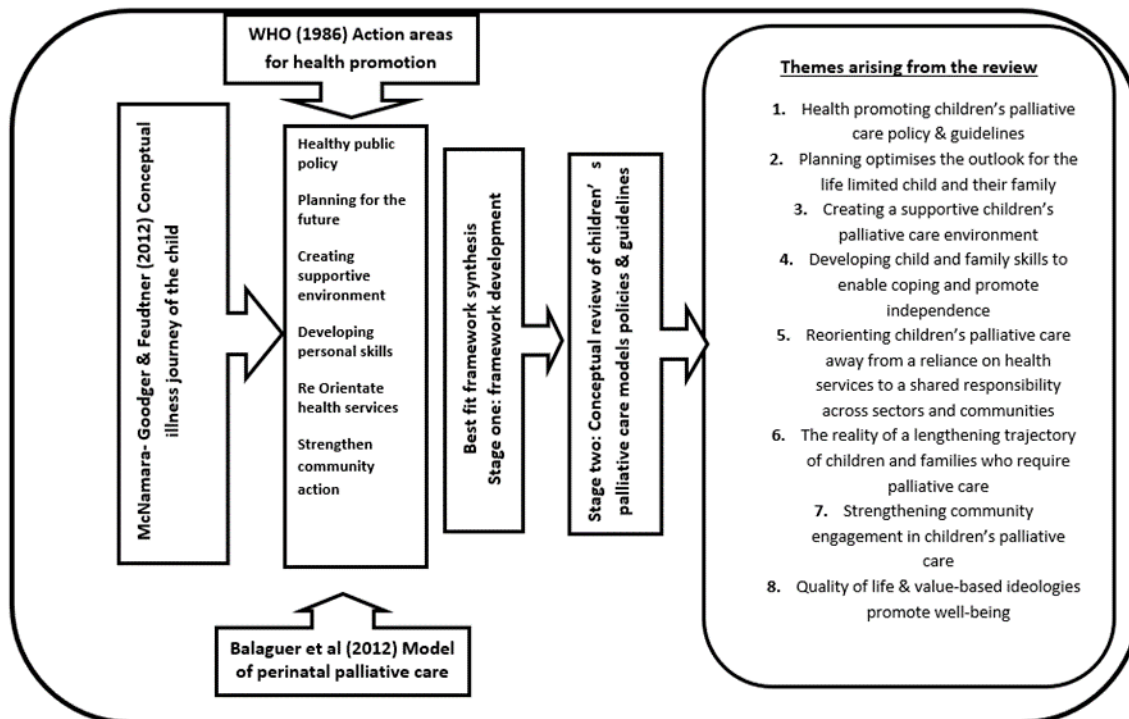 WHO (1986) Action areas
for health promotion
McNamara- Goodger & Feudtner (2012) Conceptual
illness journey of the child
Healthy public
policy
Planning for the
future
Creating
supportive
environment
Developing
personal skills
Re Orientate
health services
Strengthen
community
action
Balaguer et al (2012) Model
of perinatal palliative care
Best fit framework synthesis
Stage one: framework development
Stage two: Conceptual review of children’ s
palliative care models policies & guidelines
Themes arising from the review
1. Health promoting children’s palliative
care policy & guidelines
2. Planning optimises the outlook for the
life limited child and their family
3. Creating a supportive children’s
palliative care environment
4. Developing child and family skills to
enable coping and promote
independence
5. Reorienting children’s palliative care
away from a reliance on health
services to a shared responsibility
across sectors and communities
6. The reality of a lengthening trajectory
of children and families who require
palliative care
7. Strengthening community
engagement in children’s palliative
care
8. Quality of life & value-based ideologies
promote well-being